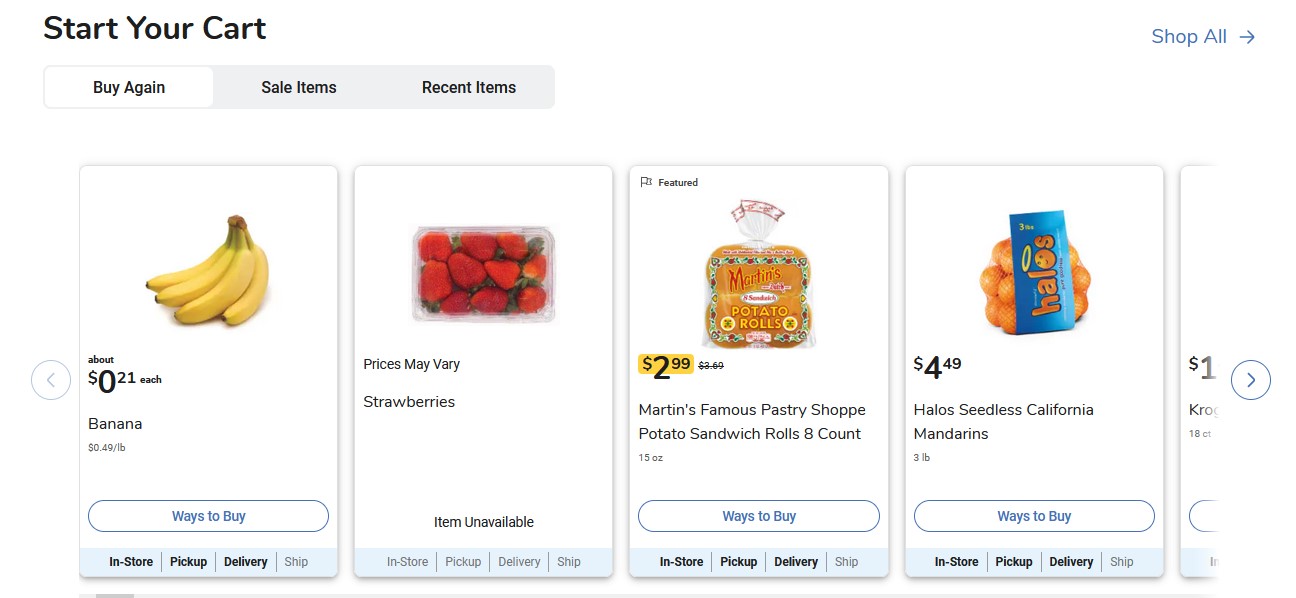 Start Your Cart
Shop All
Buy Again
Sale Items
Recent Items
about
$0.21 each
Banana
$0.49/lb
Ways to Buy
In-Store Pickup Delivery Ship
Prices May Vary
Strawberries
Item Unavailable
In-Store Pickup Delivery Ship
Featured
Martin's
8 Sandwich
POTATO
ROLLS
$2.99 $3.69
Martin's Famous Pastry Shoppe
Potato Sandwich Rolls 8 Count
15 oz
Ways to Buy
In-Store Pickup Delivery Ship
3 lbs
halos
$4.49
Halos Seedless California
Mandarins
3 lb
Ways to Buy
In-Store Pickup Delivery Ship
$1
Krog
18 ct
In